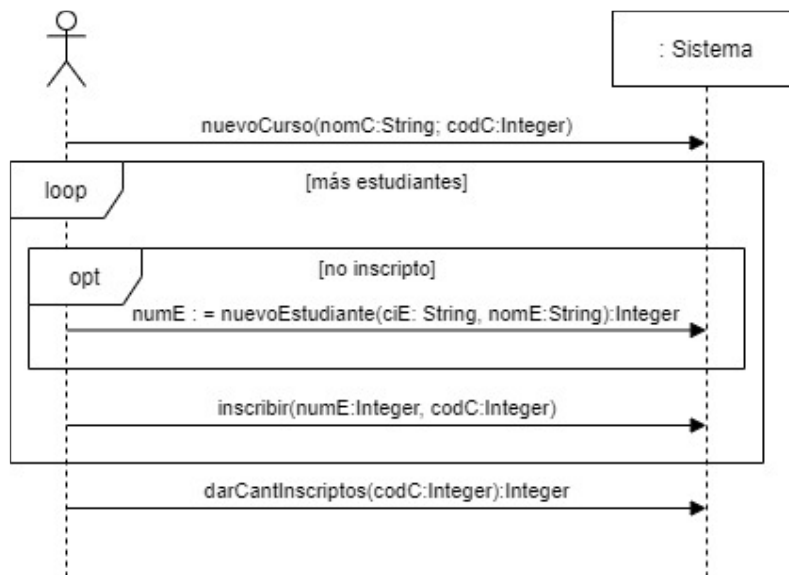 : Sistema
nuevoCurso(nomC:String; codC:Integer)
loop
[más estudiantes]
opt
[no inscripto]
numE : = nuevoEstudiante(ciE: String, nomE:String):Integer
inscribir(numE:Integer, codC:Integer)
darCantInscriptos(codC:Integer):Integer